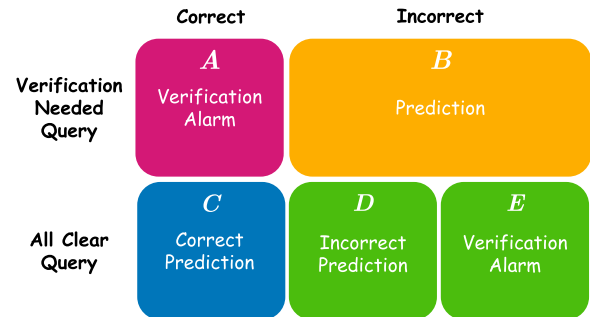 Correct Incorrect
Verification
Needed
Query
A
Verification
Alarm
B
Prediction
All Clear
Query
C
Correct
Prediction
D
Incorrect
Prediction
E
Verification
Alarm